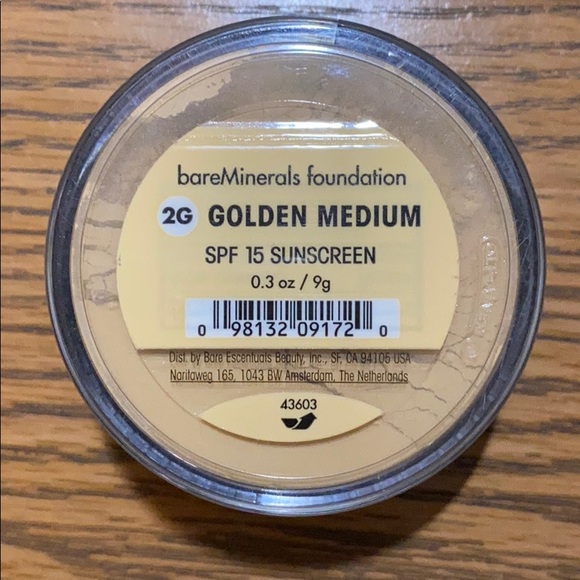 bareMinerals foundation
2G GOLDEN MEDIUM
SPF 15 SUNSCREEN
0.3 oz / 9g
0 98132 09172 0
Dist. by Bare Escentuals Beauty, Inc., SF, CA 94105 USA
Naritaweg 165, 1043 BW Amsterdam, The Netherlands
43603